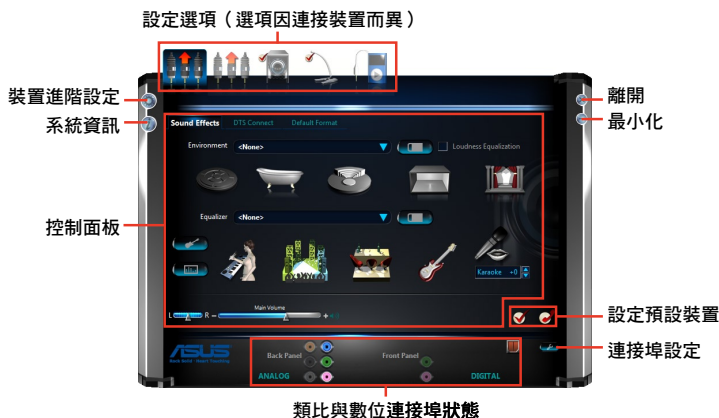 設定選項（選項因連接裝置而異）
裝置進階設定
系統資訊
離開
最小化
Sound Effects DTS Connect Default Format
Environment <None> Loudness Equalization
控制面板
Equalizer <None>
Karaoke +0
Main Volume
L R - +
設定預設裝置
連接埠設定
ASUS
Back Panel Front Panel
ANALOG DIGITAL
類比與數位連接埠狀態